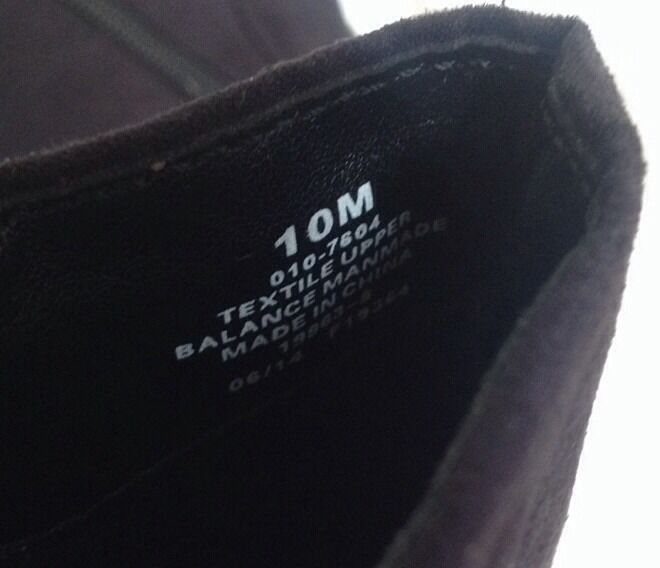 10M
010-7604
TEXTILE UPPER
BALANCE MANMADE
MADE IN CHINA
06/14